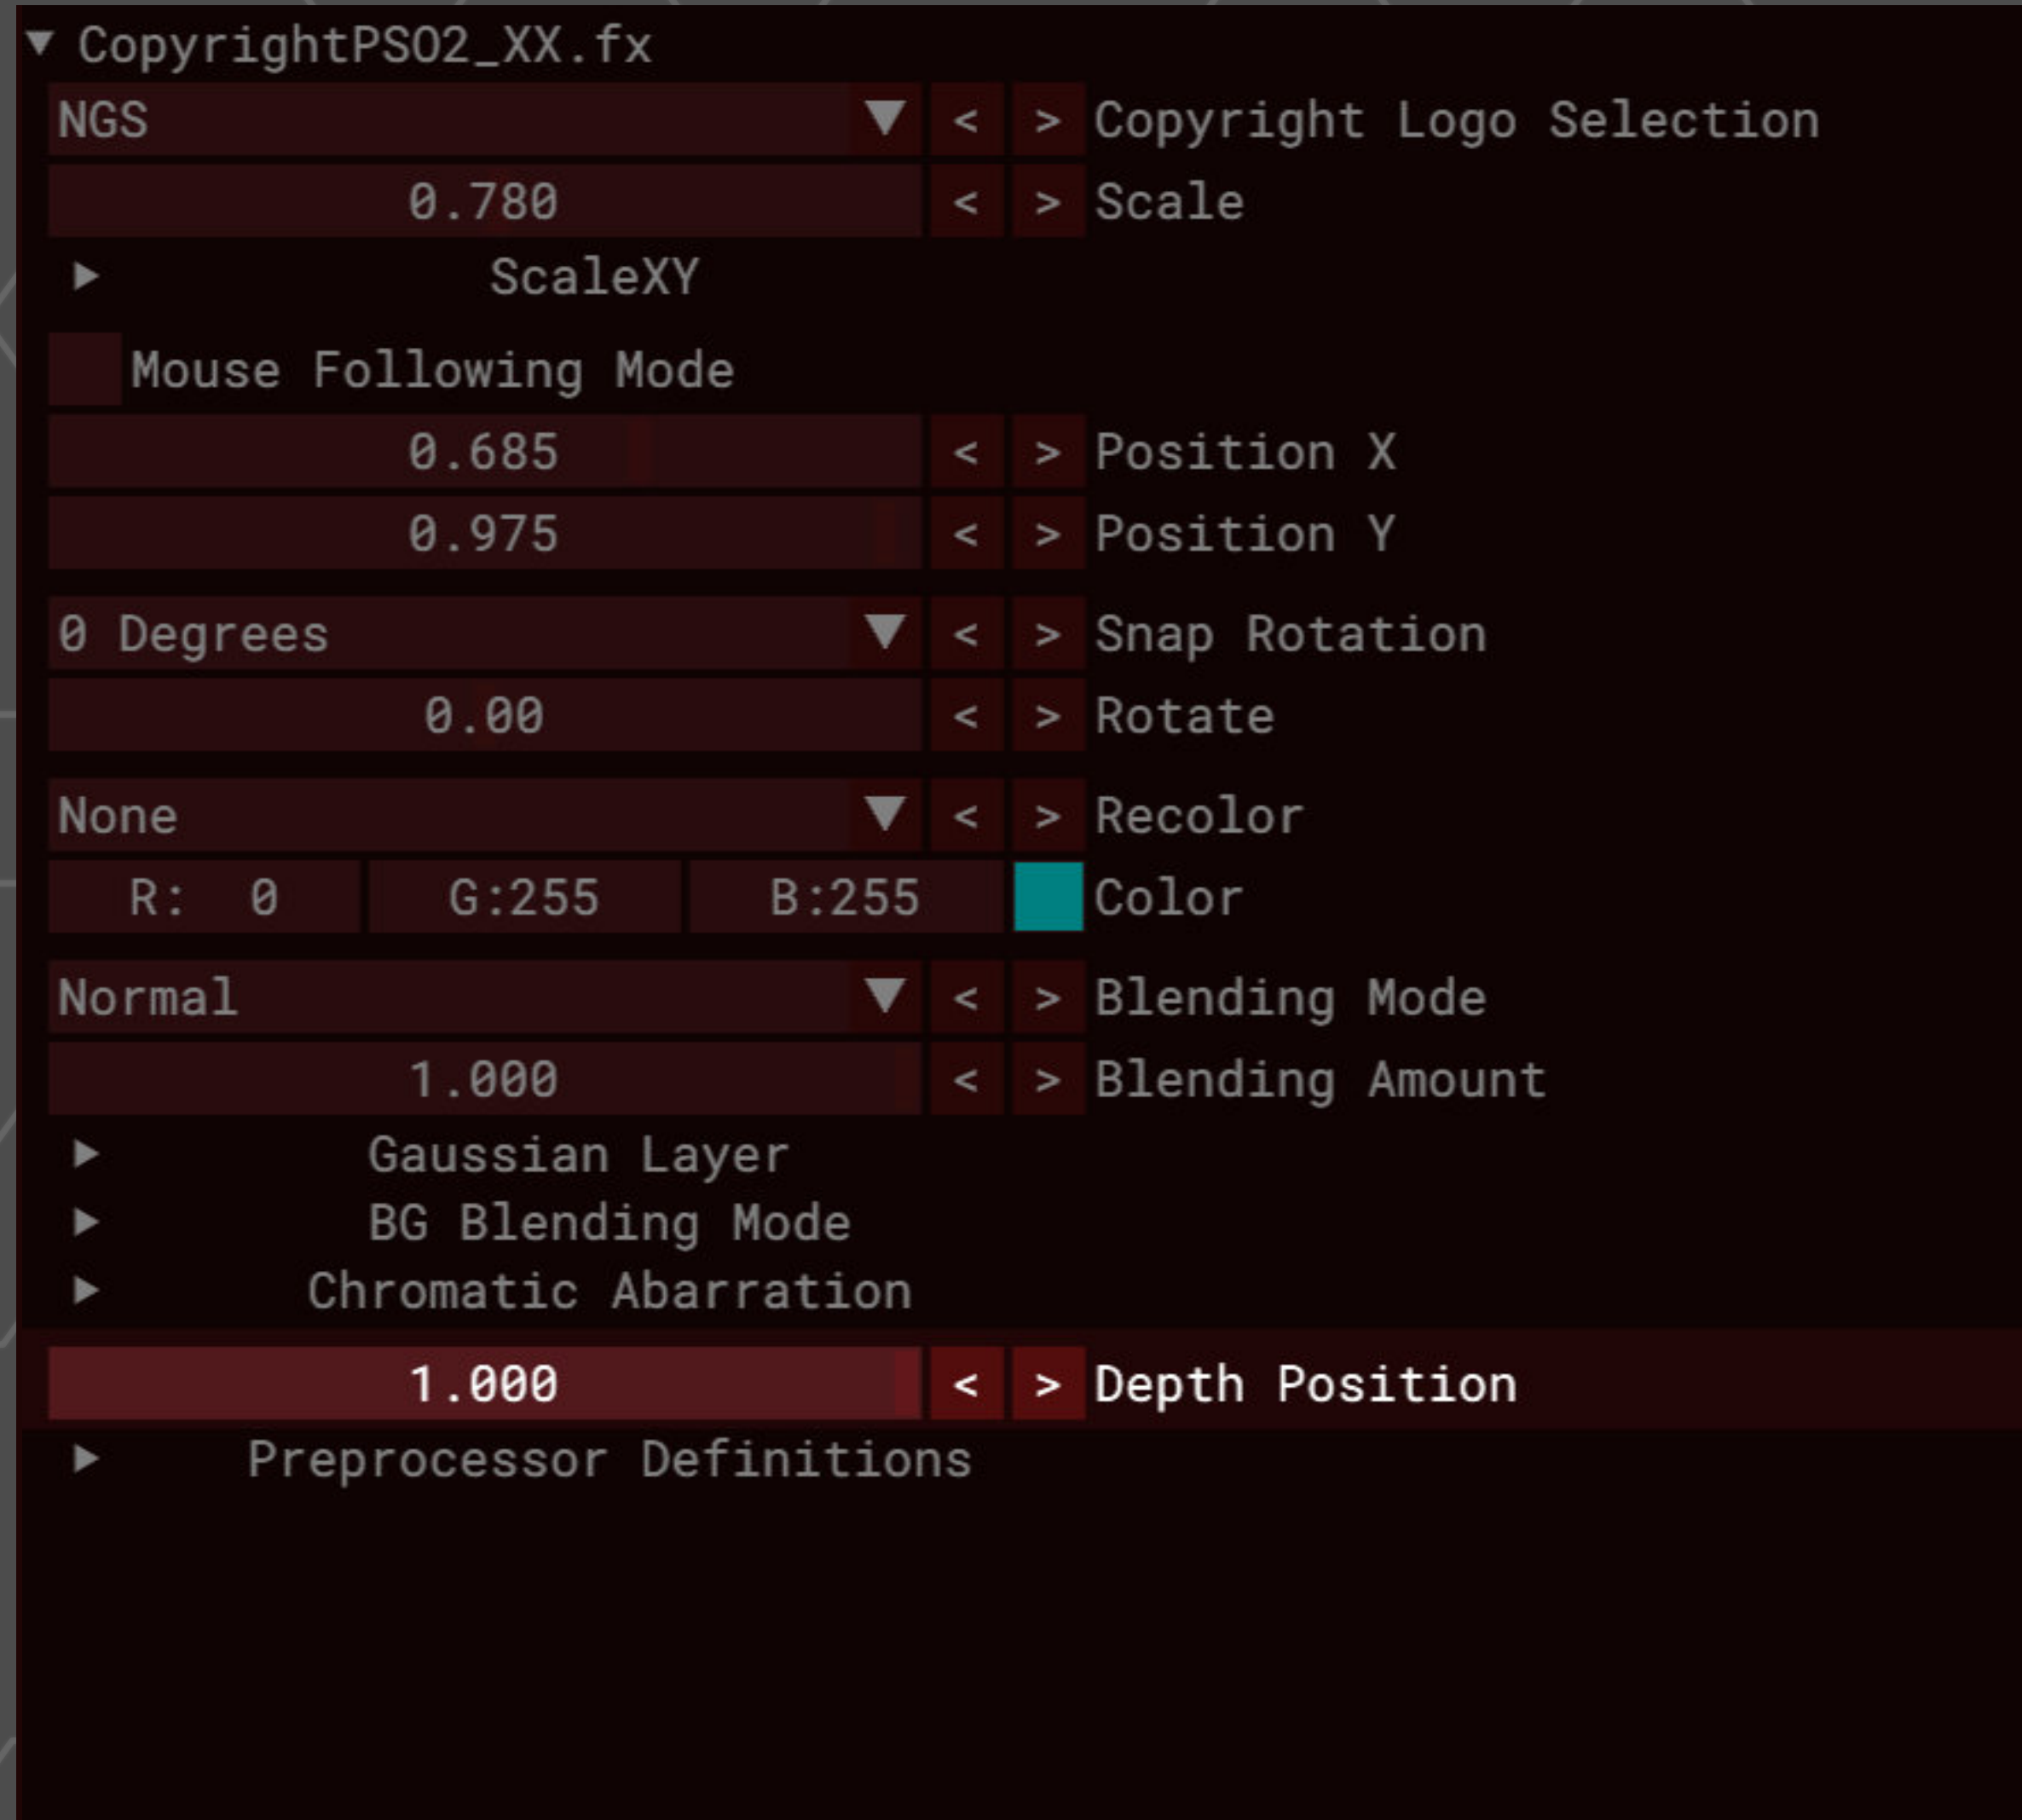 CopyrightPSO2_XX.fx
NGS < > Copyright Logo Selection
0.780 < > Scale
ScaleXY
Mouse Following Mode
0.685 < > Position X
0.975 < > Position Y
0 Degrees < > Snap Rotation
0.00 < > Rotate
None < > Recolor
R: 0 G:255 B:255 Color
Normal < > Blending Mode
1.000 < > Blending Amount
Gaussian Layer
BG Blending Mode
Chromatic Abarration
1.000 < > Depth Position
Preprocessor Definitions